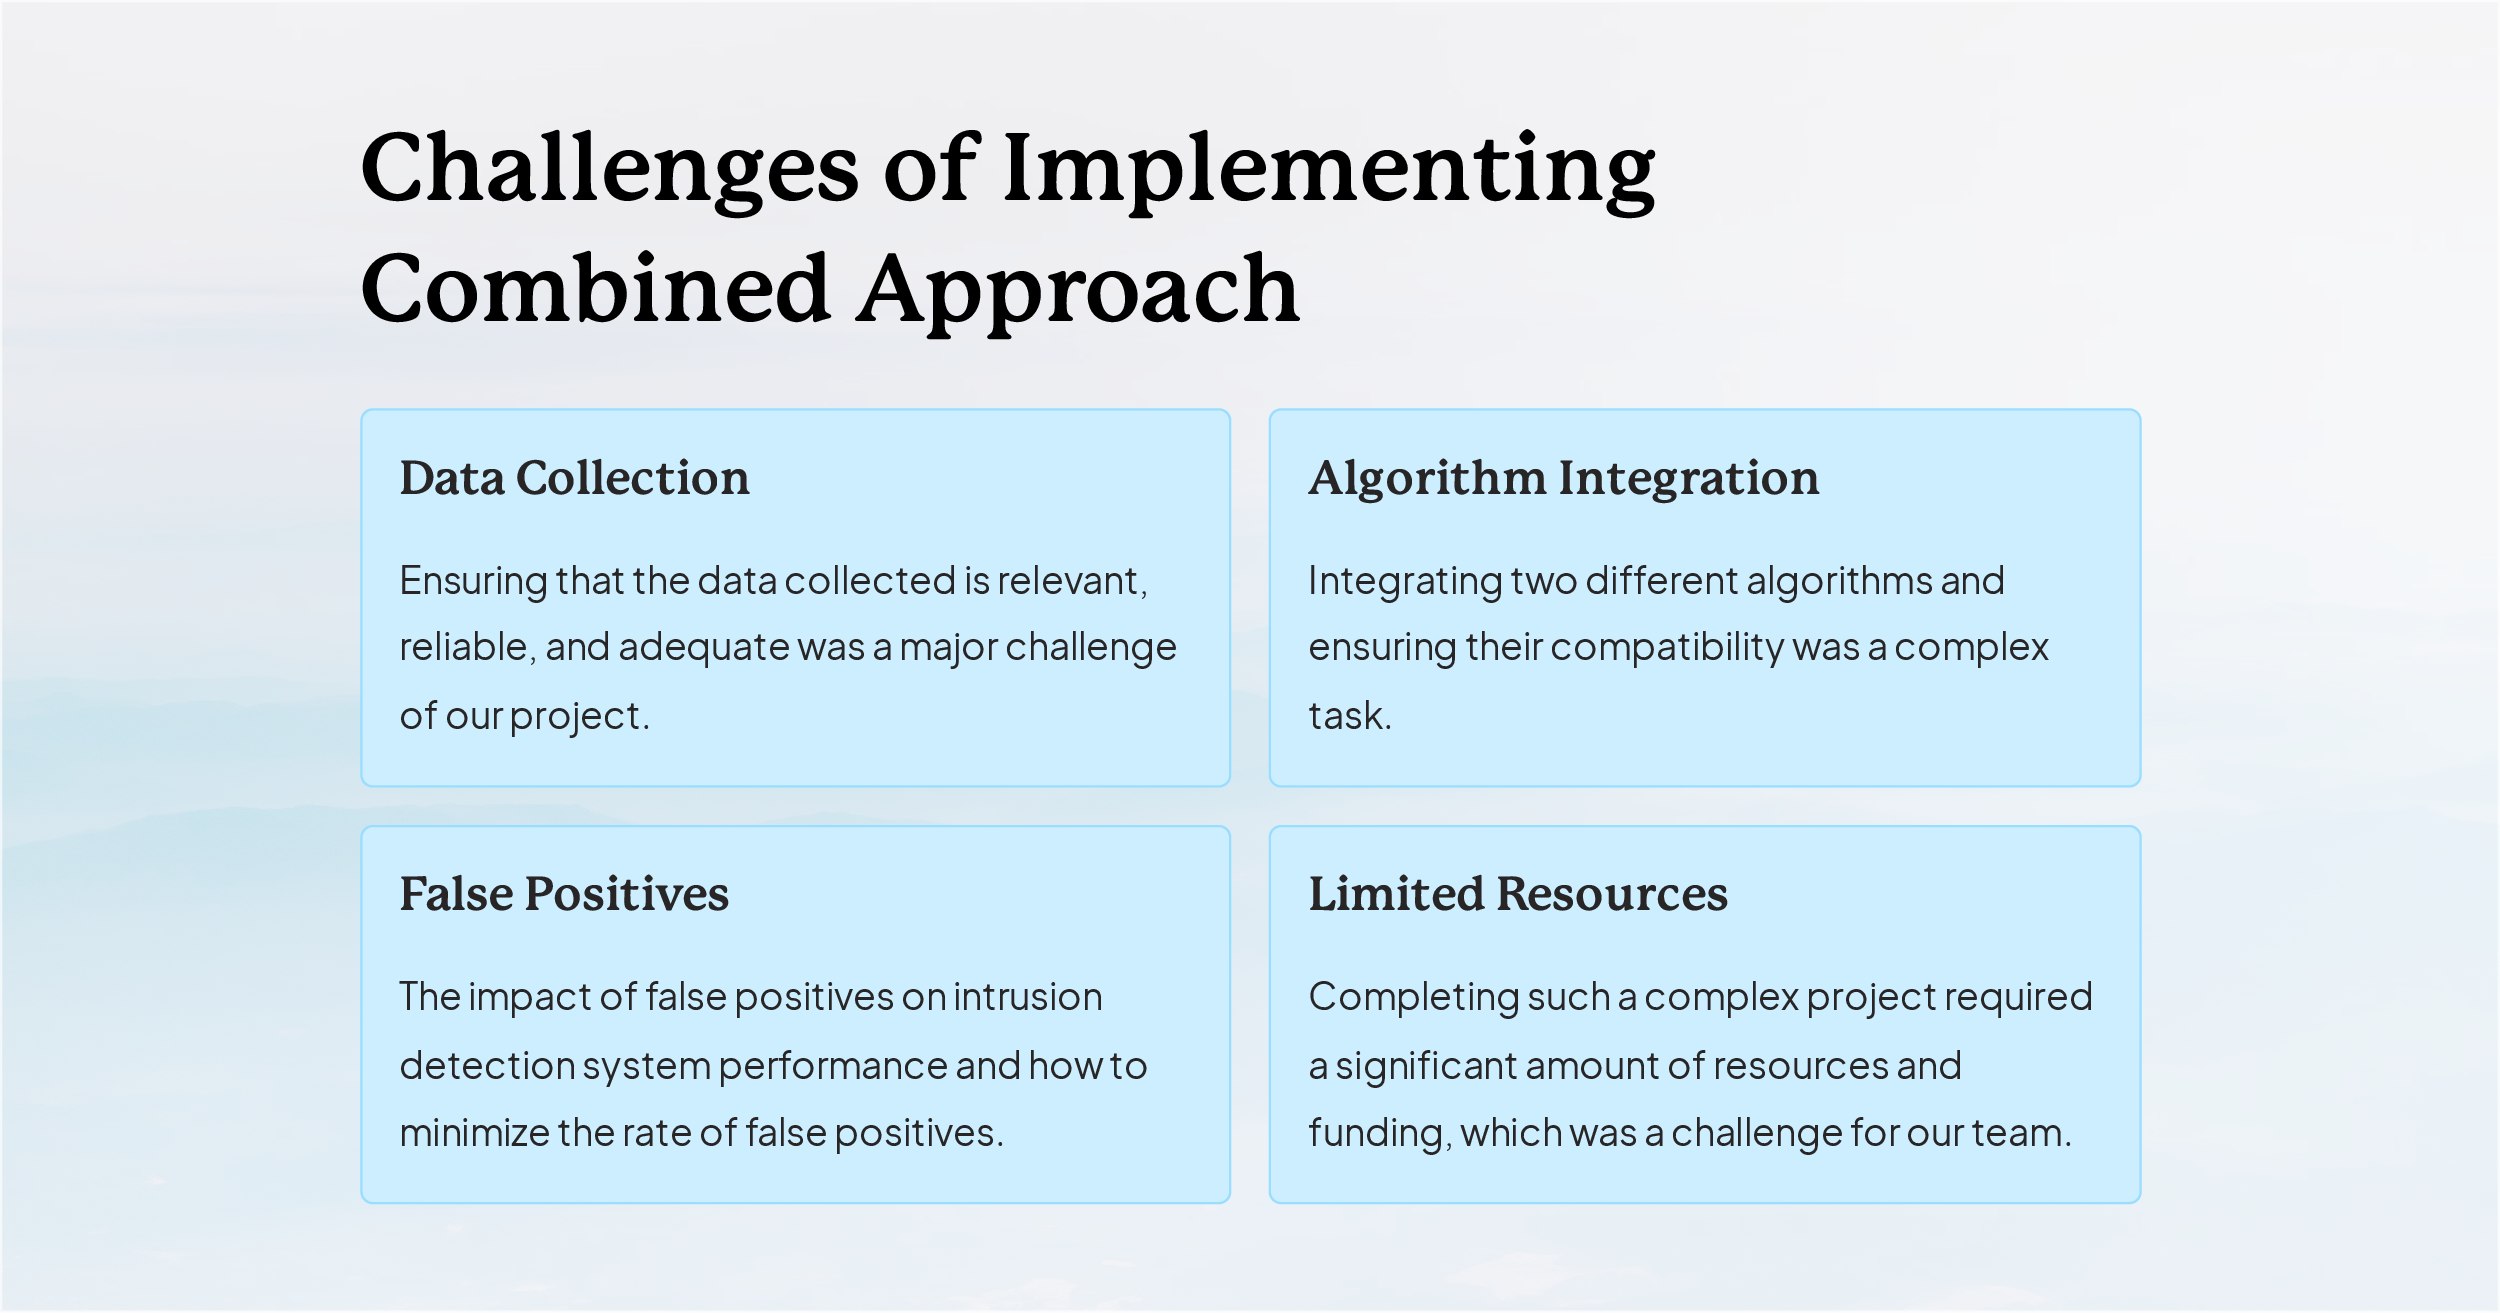 Challenges of Implementing
Combined Approach
Data Collection
Ensuring that the data collected is relevant,
reliable, and adequate was a major challenge
of our project.
Algorithm Integration
Integrating two different algorithms and
ensuring their compatibility was a complex
task.
False Positives
The impact of false positives on intrusion
detection system performance and how to
minimize the rate of false positives.
Limited Resources
Completing such a complex project required
a significant amount of resources and
funding, which was a challenge for our team.